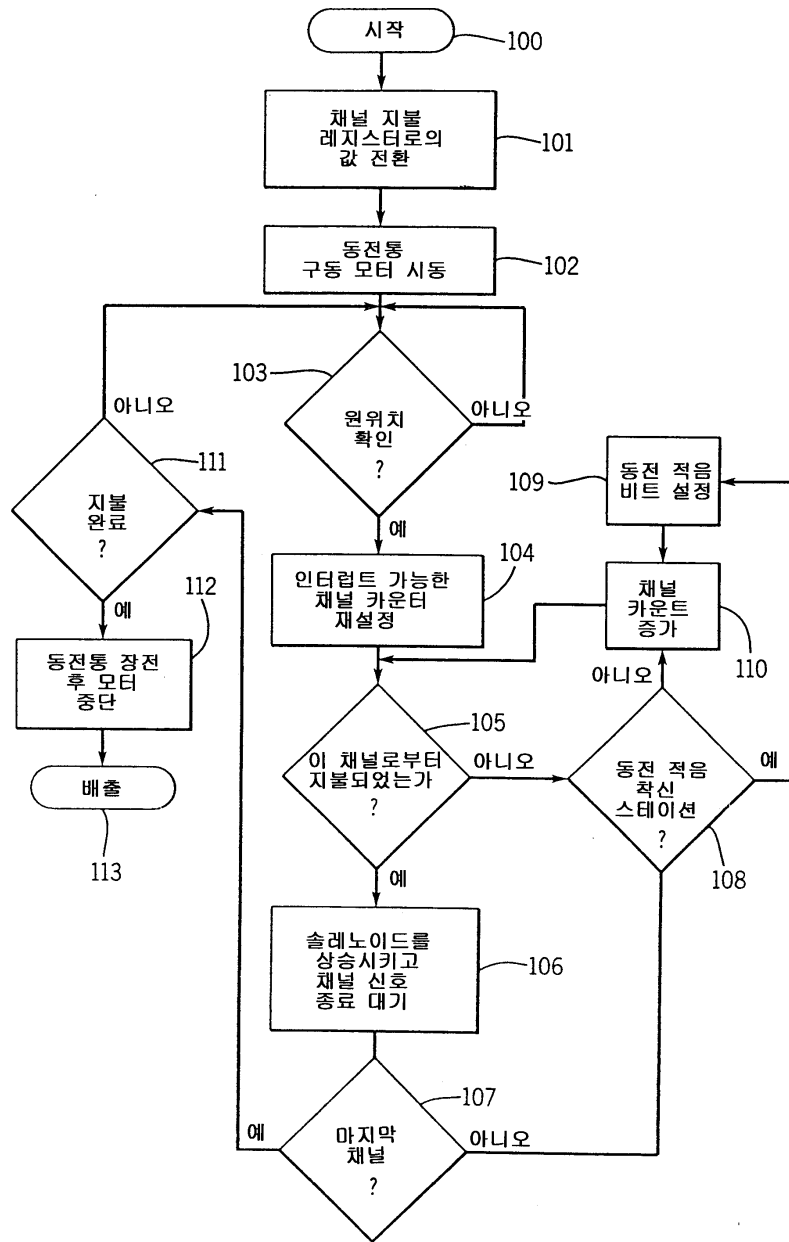 시작
100
채널 지불
레지스터로의
값 전환
101
동전통
구동 모터 시동
102
103
원위치
확인
?
아니오
예
아니오
111
지불
완료
?
예
109
동전 적음
비트 설정
인터럽트 가능한
채널 카운터
재설정
104
채널
카운트
증가
110
아니오
112
동전통 장전
후 모터
중단
배출
113
105
이 채널로부터
지불되었는가
?
아니오
예
동전 적음
착신
스테이션
?
예
108
솔레노이드를
상승시키고
채널 신호
종료 대기
106
107
마지막
채널
?
예
아니오